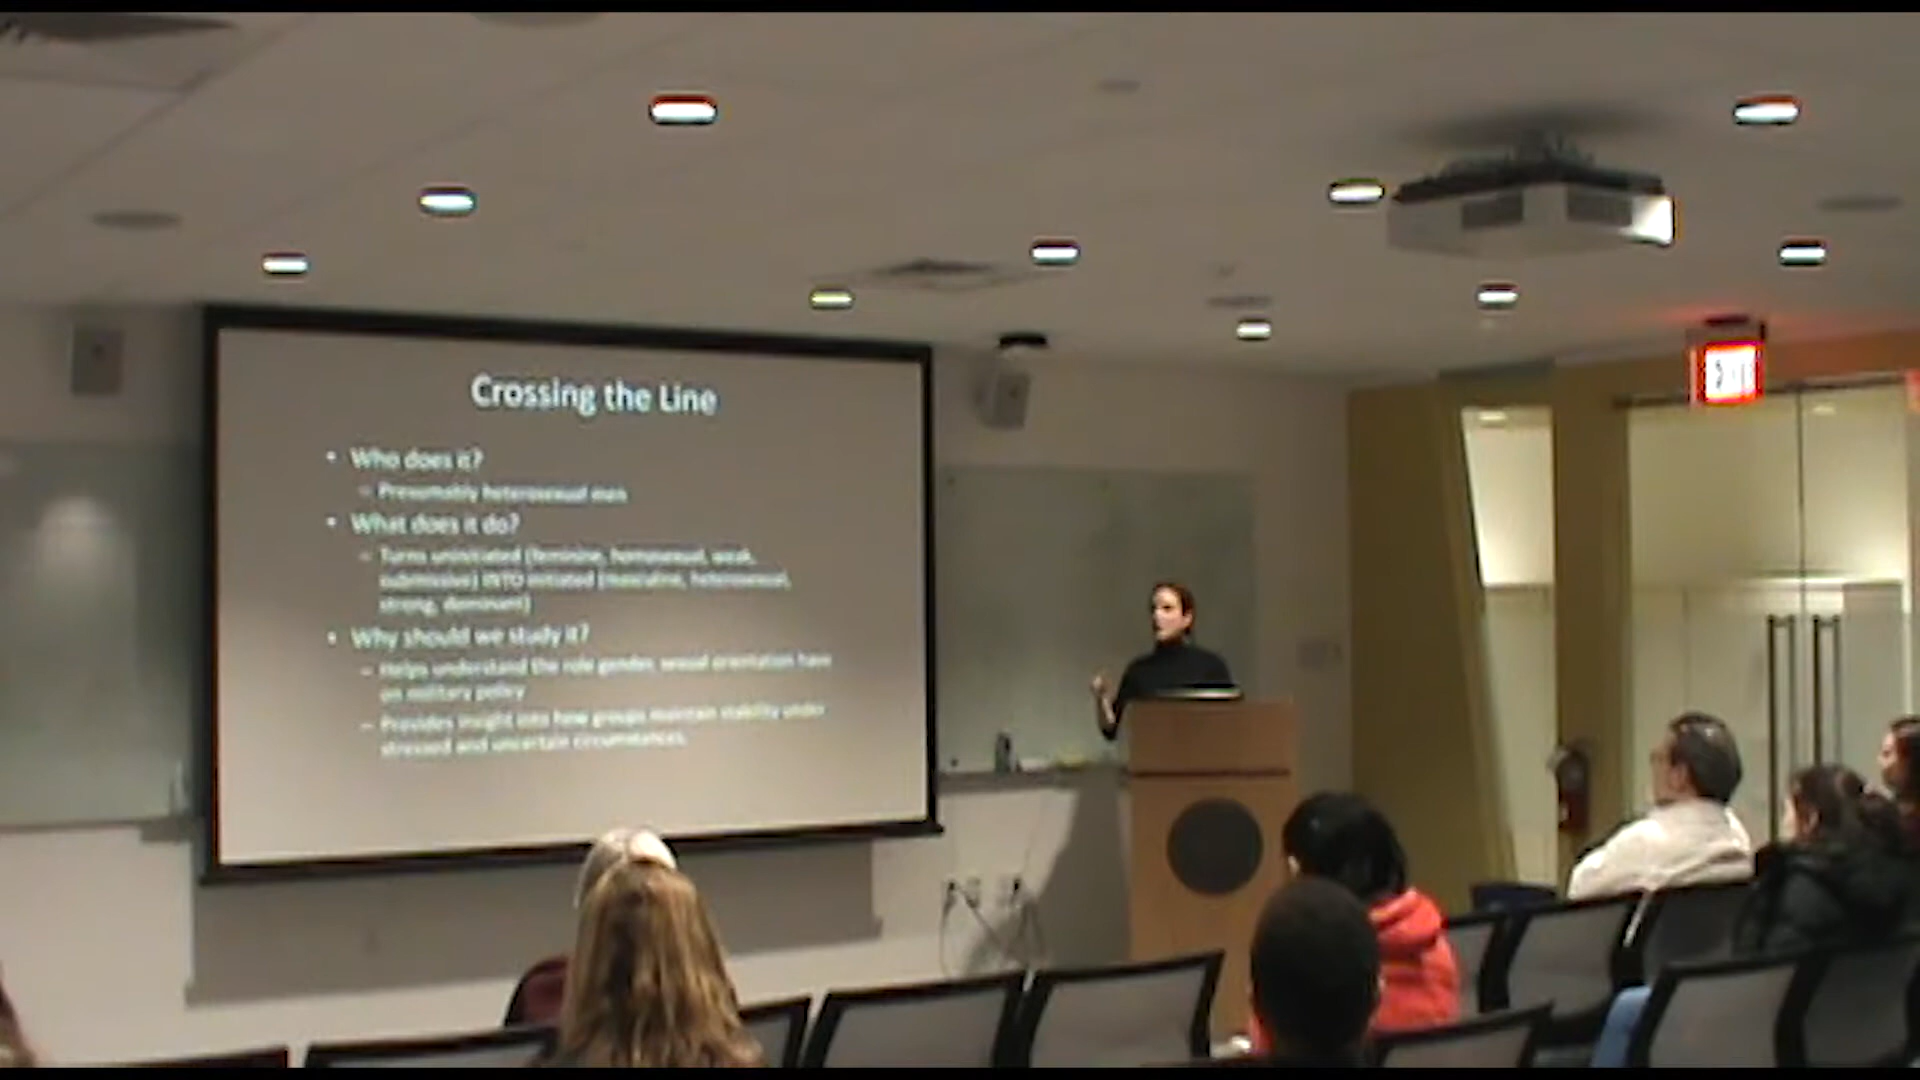 Crossing the Line
• Who does it?
– Presumably heterosexual men
• What does it do?
– Turns uninitiated (feminine, homosexual, weak,
submissive) INTO initiated (masculine, heterosexual,
strong, dominant)
• Why should we study it?
– Helps understand the role gender, sexual orientation have
on military policy
– Provides insight into how groups maintain stability under
stressed and uncertain circumstances.
EXIT